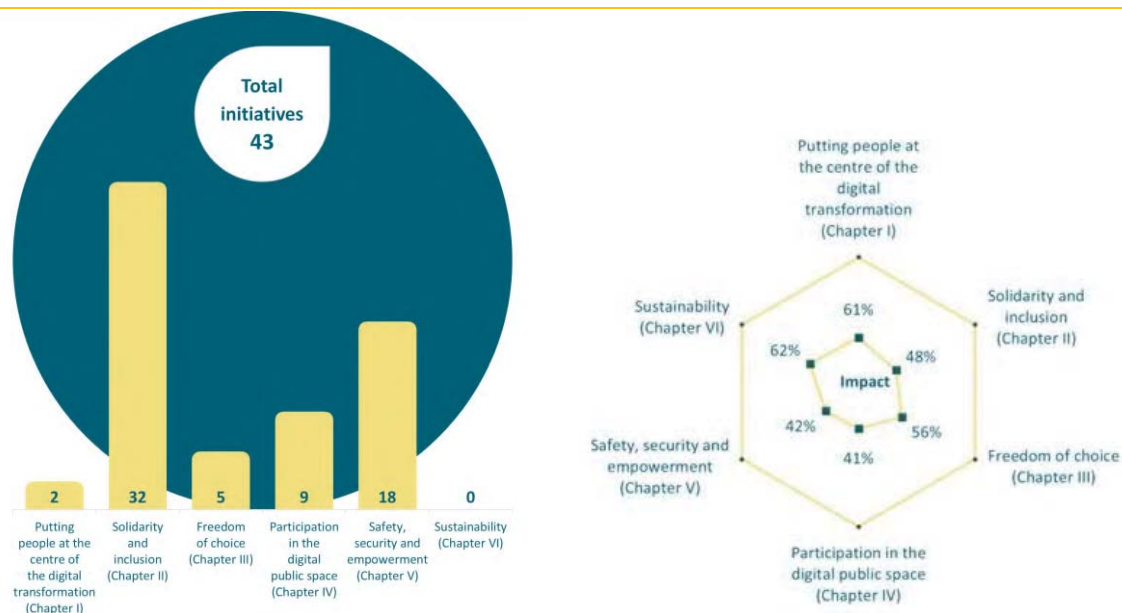 Total
initiatives
43
2
32
5
9
18
0
Putting
people at the
centre of
the digital
transformation
(Chapter I)
Solidarity
and
inclusion
(Chapter II)
Freedom
of choice
(Chapter III)
Participation
in the
digital
public space
(Chapter IV)
Safety,
security and
empowerment
(Chapter V)
Sustainability
(Chapter VI)
Putting people at
the centre of the
digital
transformation
(Chapter I)
Solidarity and
inclusion
(Chapter II)
Freedom of choice
(Chapter III)
Participation in the
digital public space
(Chapter IV)
Safety, security and
empowerment
(Chapter V)
Sustainability
(Chapter VI)
61%
48%
56%
41%
42%
62%
Impact